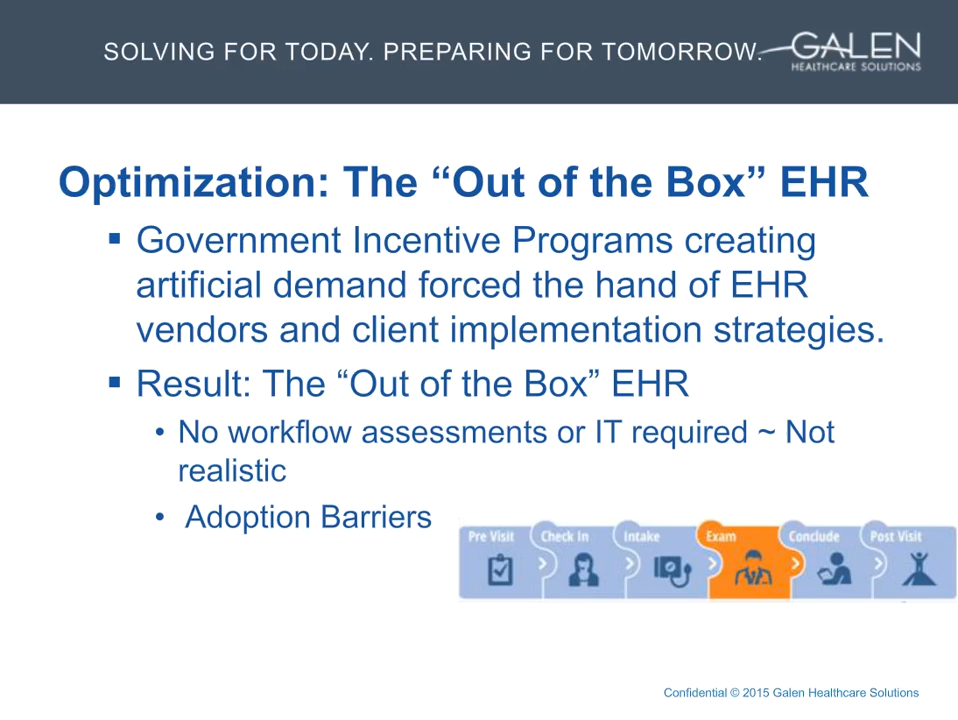 SOLVING FOR TODAY. PREPARING FOR TOMORROW.
GALEN
HEALTHCARE SOLUTIONS
Optimization: The “Out of the Box” EHR
▪ Government Incentive Programs creating
artificial demand forced the hand of EHR
vendors and client implementation strategies.
▪ Result: The “Out of the Box” EHR
• No workflow assessments or IT required ~ Not
realistic
• Adoption Barriers
Pre Visit Check In Intake Exam Conclude Post Visit
Confidential © 2015 Galen Healthcare Solutions